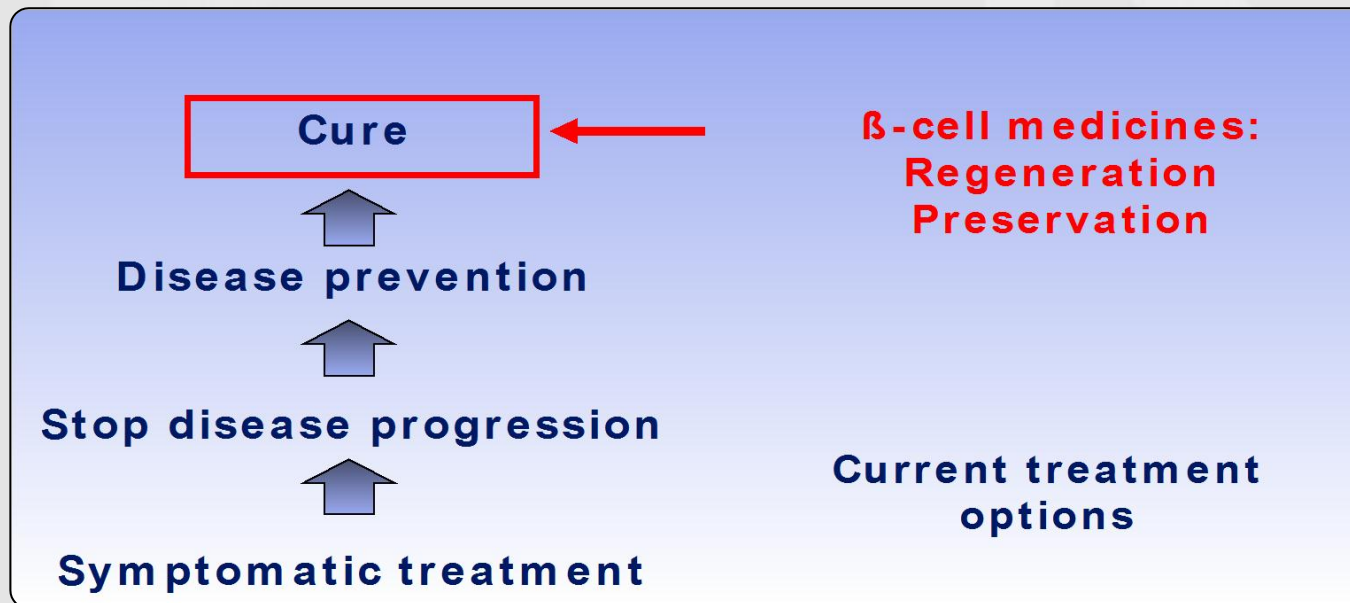 Cure
ß-cell medicines:
Regeneration
Preservation
Disease prevention
Stop disease progression
Current treatment
options
Symptomatic treatment